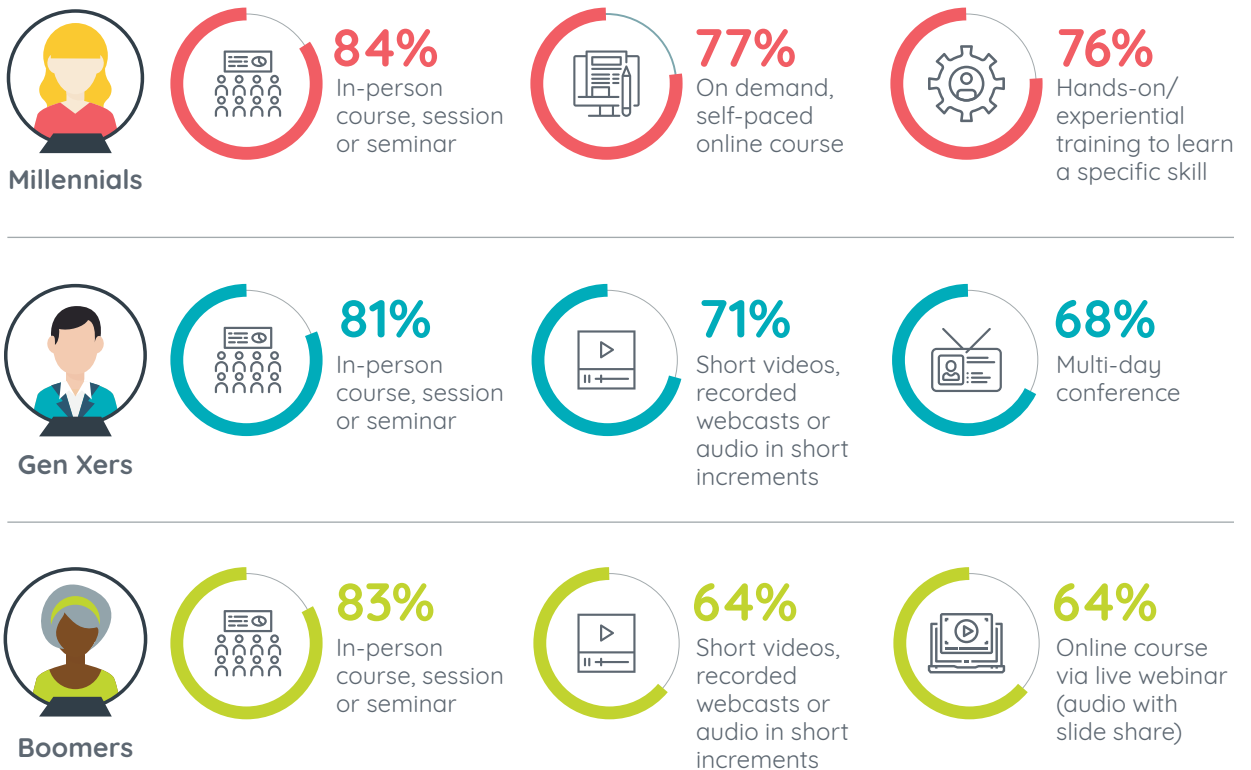 84%
In-person
course, session
or seminar
77%
On demand,
self-paced
online course
76%
Hands-on/
experiential
training to learn
a specific skill
Millennials
81%
In-person
course, session
or seminar
71%
Short videos,
recorded
webcasts or
audio in short
increments
68%
Multi-day
conference
Gen Xers
83%
In-person
course, session
or seminar
64%
Short videos,
recorded
webcasts or
audio in short
increments
64%
Online course
via live webinar
(audio with
slide share)
Boomers